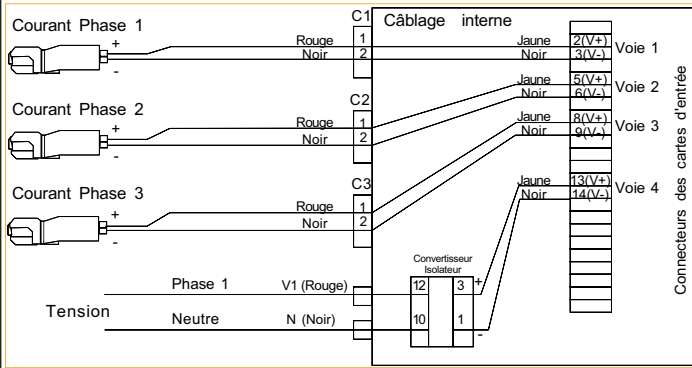 Câblage interne
Courant Phase 1
+
-
Rouge
Noir
C1
1
2
Jaune
Noir
2(V+)
3(V-)
Voie 1
Courant Phase 2
+
-
Rouge
Noir
C2
1
2
Jaune
Noir
5(V+)
6(V-)
Voie 2
Courant Phase 3
+
-
Rouge
Noir
C3
1
2
Jaune
Noir
8(V+)
9(V-)
Voie 3
Jaune
Noir
13(V+)
14(V-)
Voie 4
Tension
Phase 1
V1 (Rouge)
Neutre
N (Noir)
Convertisseur
Isolateur
12
3
+
10
1
-
Connecteurs des cartes d'entrée